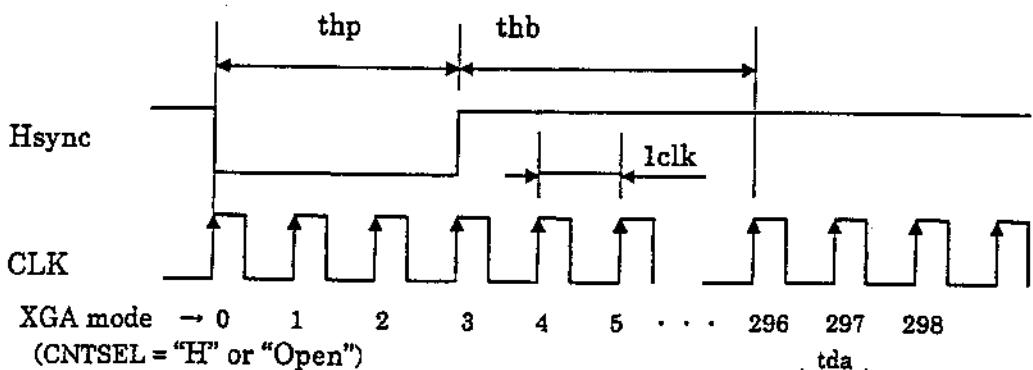 thp thb
Hsync
1clk
CLK
XGA mode → 0 1 2 3 4 5 · · · 296 297 298
(CNTSEL = “H” or “Open”)
tda